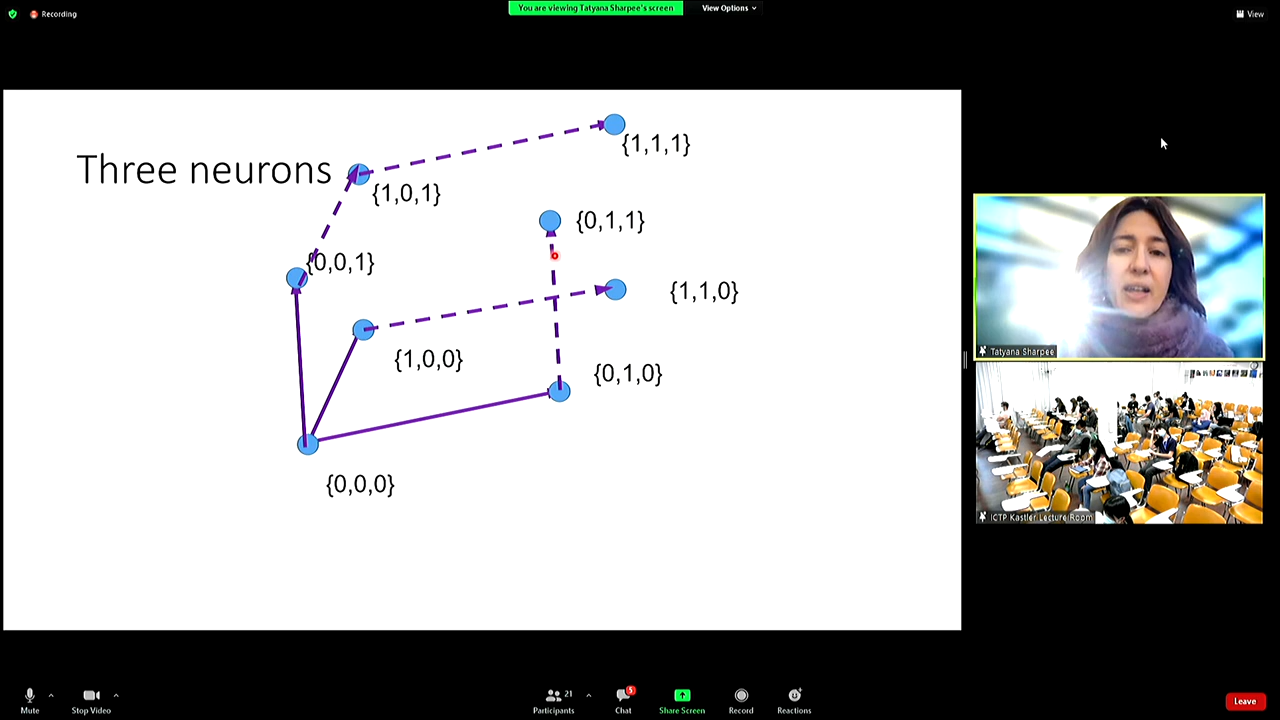 Recording
You are viewing Tatyana Sharpee's screen
View Options
View
Three neurons
{1,1,1}
{1,0,1}
{0,1,1}
{0,0,1}
{1,1,0}
{1,0,0}
{0,1,0}
{0,0,0}
Tatyana Sharpee
ICTP Kastler Lecture Room
Mute
Stop Video
Participants
21
Chat
5
Share Screen
Record
Reactions
Leave